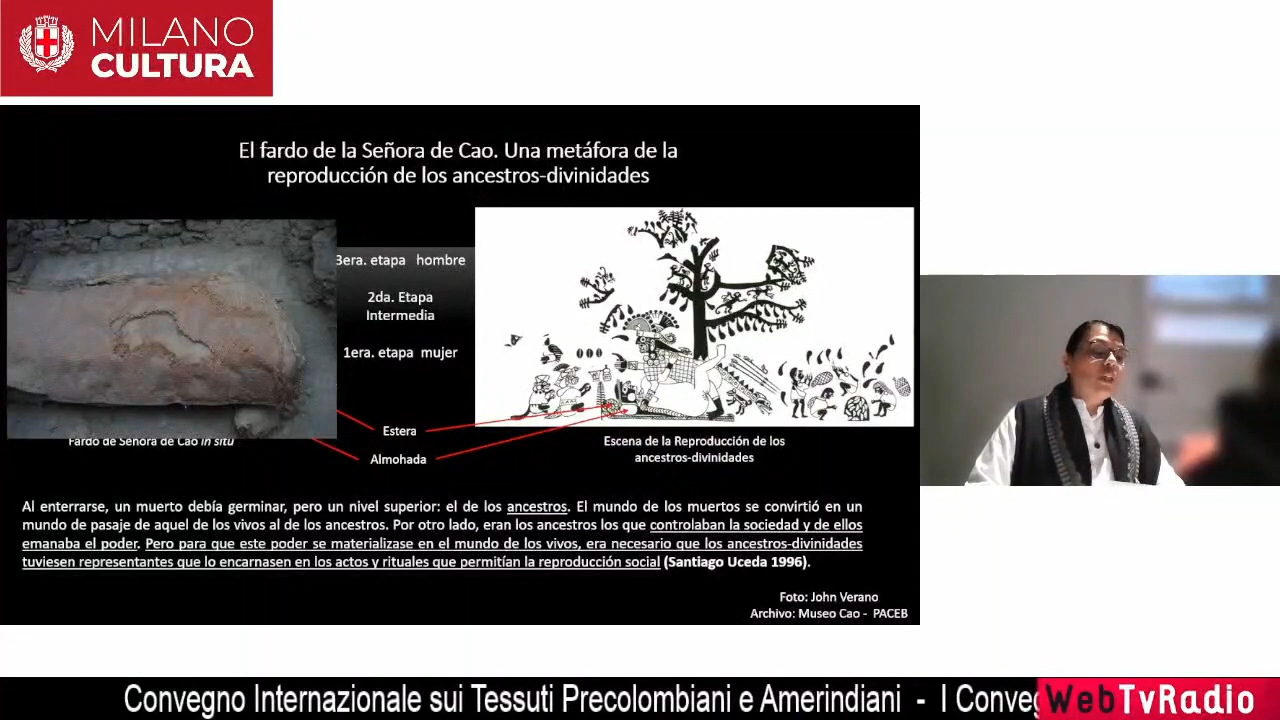 MILANO
CULTURA
El fardo de la Señora de Cao. Una metáfora de la
reproducción de los ancestros-divinidades
3era. etapa hombre
2da. Etapa
Intermedia
1era. etapa mujer
Estera
Almohada
Fardo de Señora de Cao in situ
Escena de la Reproducción de los
ancestros-divinidades
Al enterrarse, un muerto debía germinar, pero un nivel superior: el de los ancestros. El mundo de los muertos se convirtió en un
mundo de pasaje de aquel de los vivos al de los ancestros. Por otro lado, eran los ancestros los que controlaban la sociedad y de ellos
emanaba el poder. Pero para que este poder se materializase en el mundo de los vivos, era necesario que los ancestros-divinidades
tuviesen representantes que lo encarnasen en los actos y rituales que permitían la reproducción social (Santiago Uceda 1996).
Foto: John Verano
Archivo: Museo Cao - PACEB
Convegno Internazionale sui Tessuti Precolombiani e Amerindiani - I Conveg
WebTvRadio